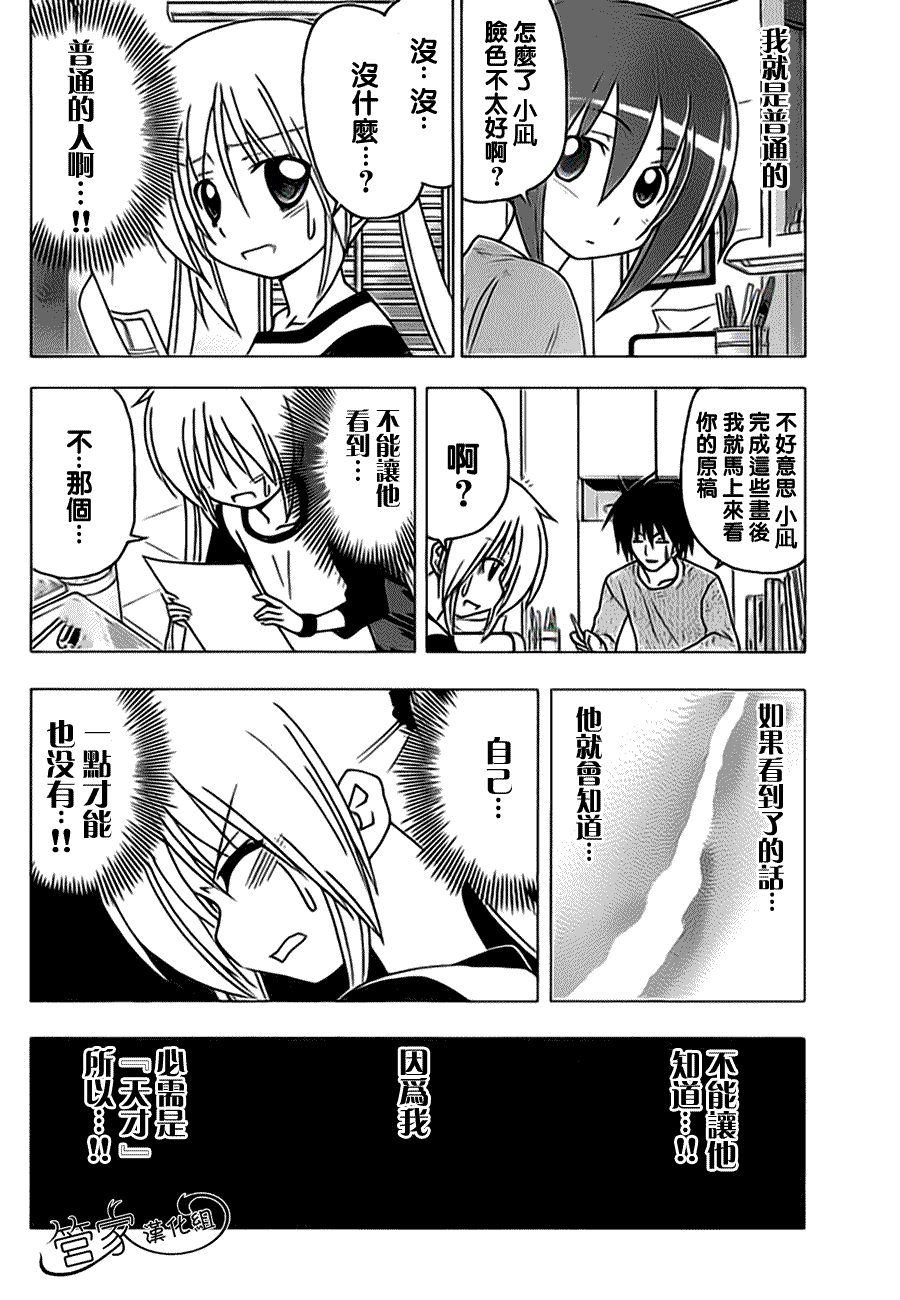 我就是普通的
怎麼了 小凪
臉色不太好啊?
沒…沒…
沒什麼…?
普通的人啊…!!
不好意思 小凪
完成這些畫後
我就馬上來看
你的原稿
啊?
不能讓他
看到…
不…那個…
如果看到了的話…
他就會知道…
自己…
一點才能
也没有…!!
不能讓他
知道…!!
因爲我
必需是
『天才』
所以…!!
管家
漢化組